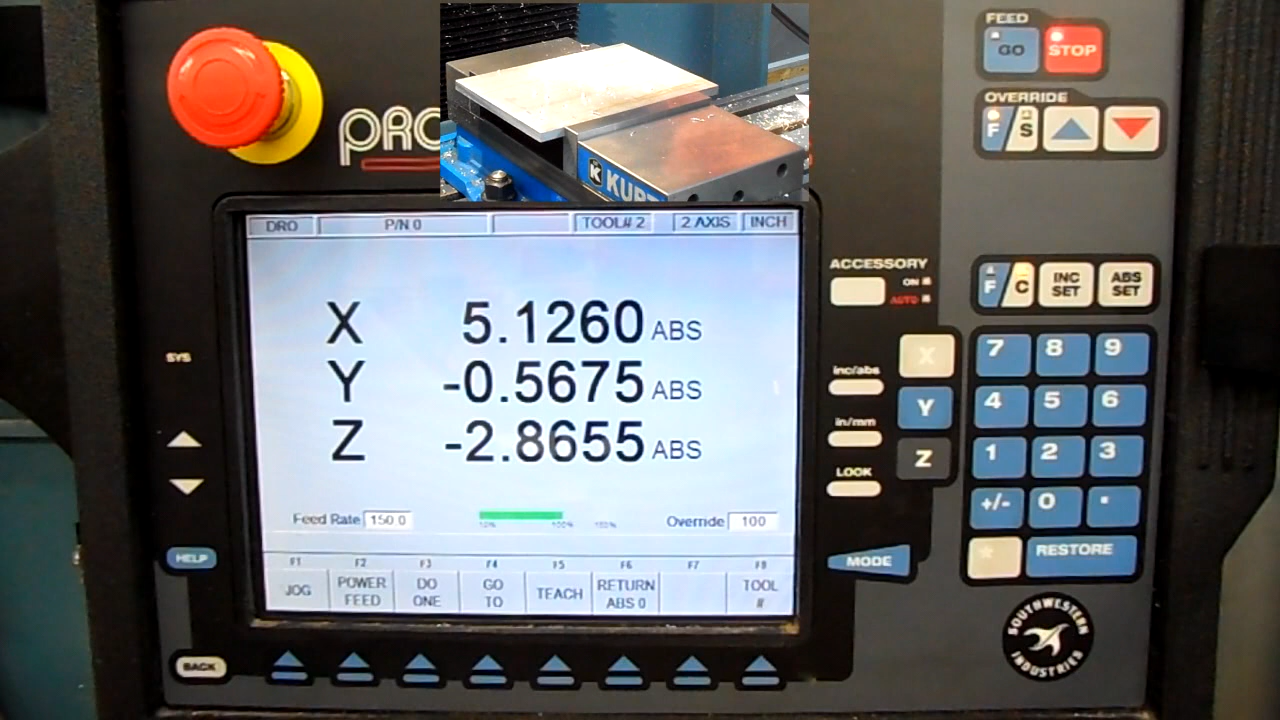 FEED
GO STOP
OVERRIDE
F/S
PRO
KURT
DRO P/N 0 TOOL# 2 2 AXIS INCH
X 5.1260 ABS
Y -0.5675 ABS
Z -2.8655 ABS
Feed Rate 150.0
10% 100% 150%
Override 100
F1 F2 F3 F4 F5 F6 F7 F8
JOG
POWER FEED
DO ONE
GO TO
TEACH
RETURN ABS 0
TOOL #
SYS
HELP
BACK
ACCESSORY
ON
AUTO
F/C
INC SET
ABS SET
inc/abs
in/mm
LOOK
MODE
X
Y
Z
7 8 9
4 5 6
1 2 3
+/- 0 .
* RESTORE
SOUTHWESTERN
INDUSTRIES